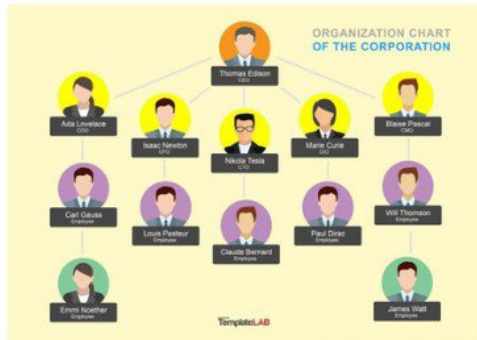 ORGANIZATION CHART
OF THE CORPORATION
Thomas Edison
CEO
Ada Lovelace
COO
Isaac Newton
CFO
Nikola Tesla
CTO
Marie Curie
CIO
Blaise Pascal
CMO
Carl Gauss
Employee
Louis Pasteur
Employee
Claude Bernard
Employee
Paul Dirac
Employee
Will Thomson
Employee
Emmi Noether
Employee
James Watt
Employee
TemplateLAB